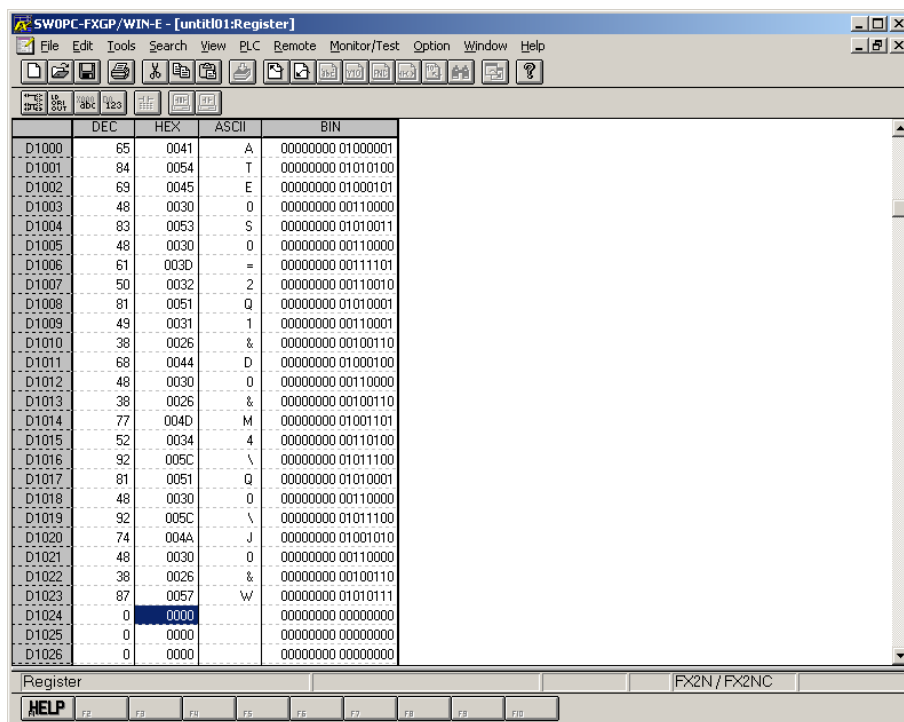 SW0PC-FXGP/WIN-E - [untitl01:Register]
File Edit Tools Search View PLC Remote Monitor/Test Option Window Help
abc 123
DEC HEX ASCII BIN
D1000 65 0041 A 00000000 01000001
D1001 84 0054 T 00000000 01010100
D1002 69 0045 E 00000000 01000101
D1003 48 0030 0 00000000 00110000
D1004 83 0053 S 00000000 01010011
D1005 48 0030 0 00000000 00110000
D1006 61 003D = 00000000 00111101
D1007 50 0032 2 00000000 00110010
D1008 81 0051 Q 00000000 01010001
D1009 49 0031 1 00000000 00110001
D1010 38 0026 & 00000000 00100110
D1011 68 0044 D 00000000 01000100
D1012 48 0030 0 00000000 00110000
D1013 38 0026 & 00000000 00100110
D1014 77 004D M 00000000 01001101
D1015 52 0034 4 00000000 00110100
D1016 92 005C \ 00000000 01011100
D1017 81 0051 Q 00000000 01010001
D1018 48 0030 0 00000000 00110000
D1019 92 005C \ 00000000 01011100
D1020 74 004A J 00000000 01001010
D1021 48 0030 0 00000000 00110000
D1022 38 0026 & 00000000 00100110
D1023 87 0057 W 00000000 01010111
D1024 0 0000 00000000 00000000
D1025 0 0000 00000000 00000000
D1026 0 0000 00000000 00000000
Register FX2N/FX2NC
HELP F2 F3 F4 F5 F6 F7 F8 F9 F10